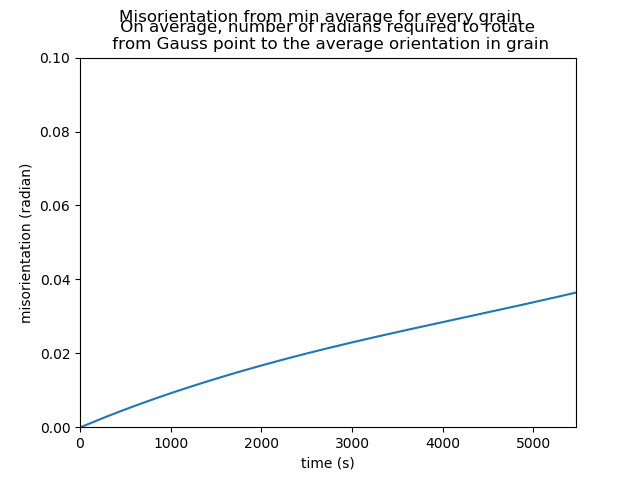 Misorientation from min average for every grain
On average, number of radians required to rotate
from Gauss point to the average orientation in grain
0.10
0.08
0.06
0.04
0.02
0.00
misorientation (radian)
0 1000 2000 3000 4000 5000
time (s)